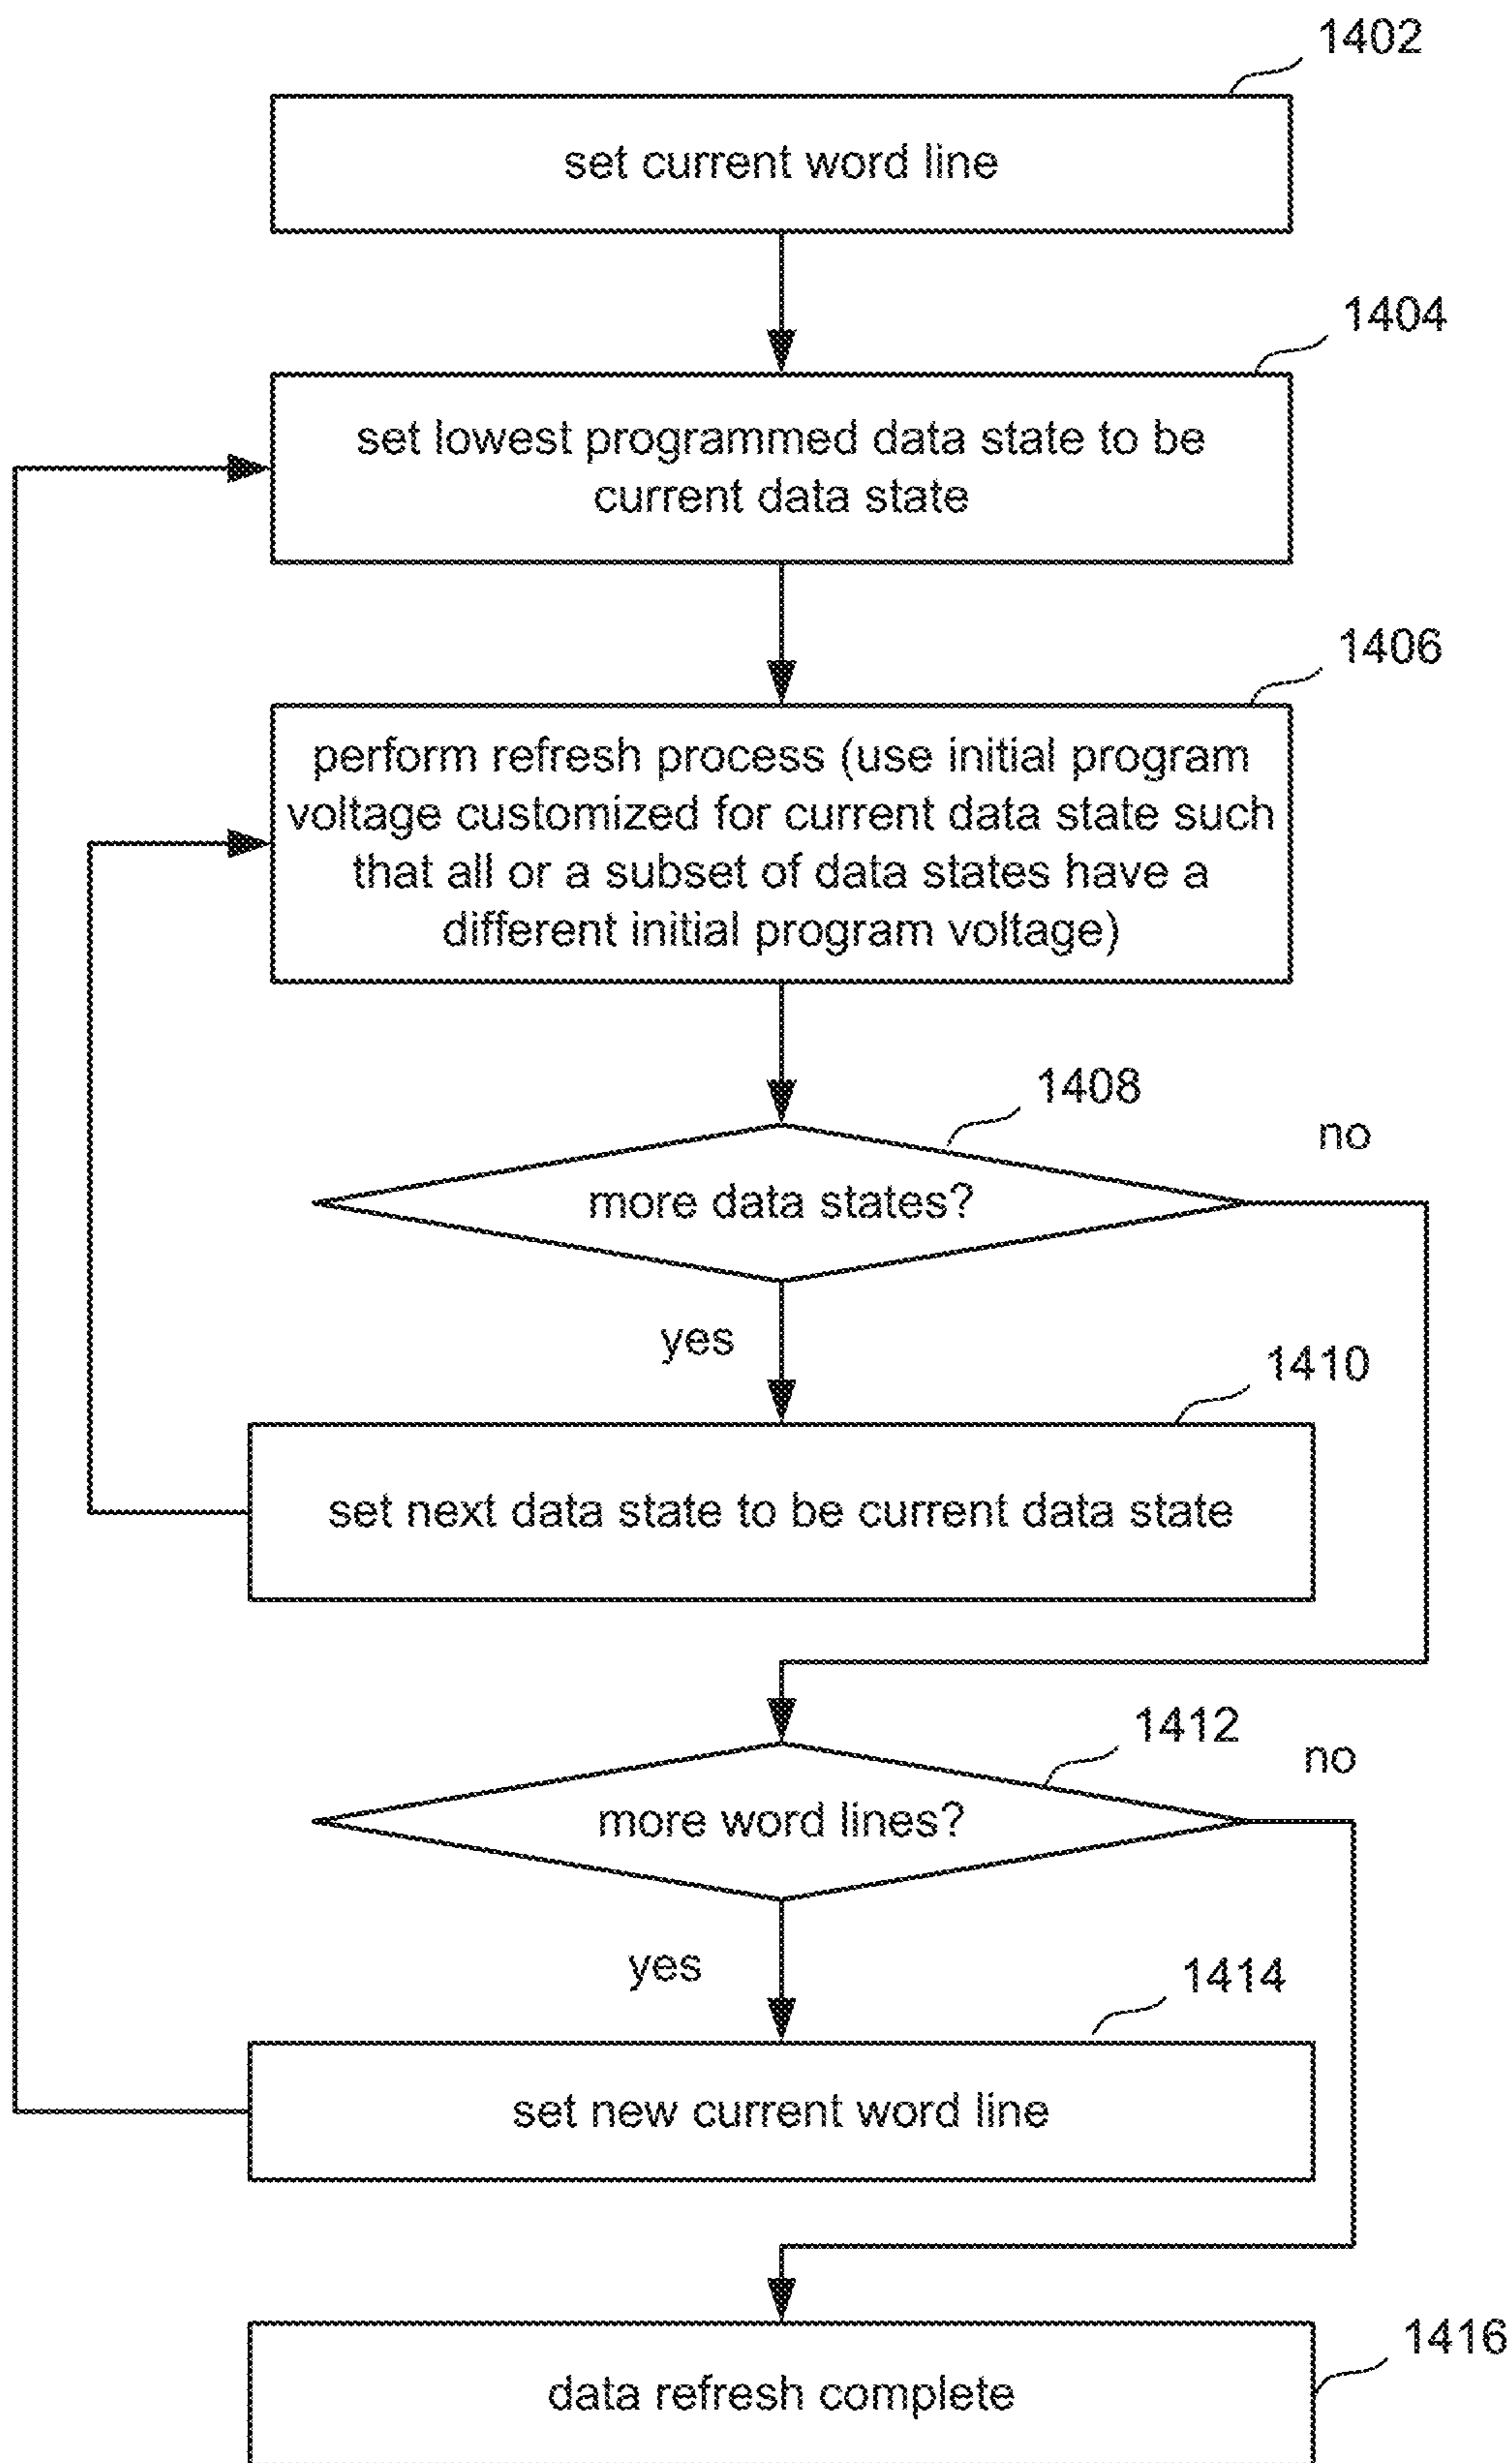 1402
set current word line
1404
set lowest programmed data state to be
current data state
1406
perform refresh process (use initial program
voltage customized for current data state such
that all or a subset of data states have a
different initial program voltage)
1408
no
more data states?
yes
1410
set next data state to be current data state
1412
no
more word lines?
yes
1414
set new current word line
1416
data refresh complete